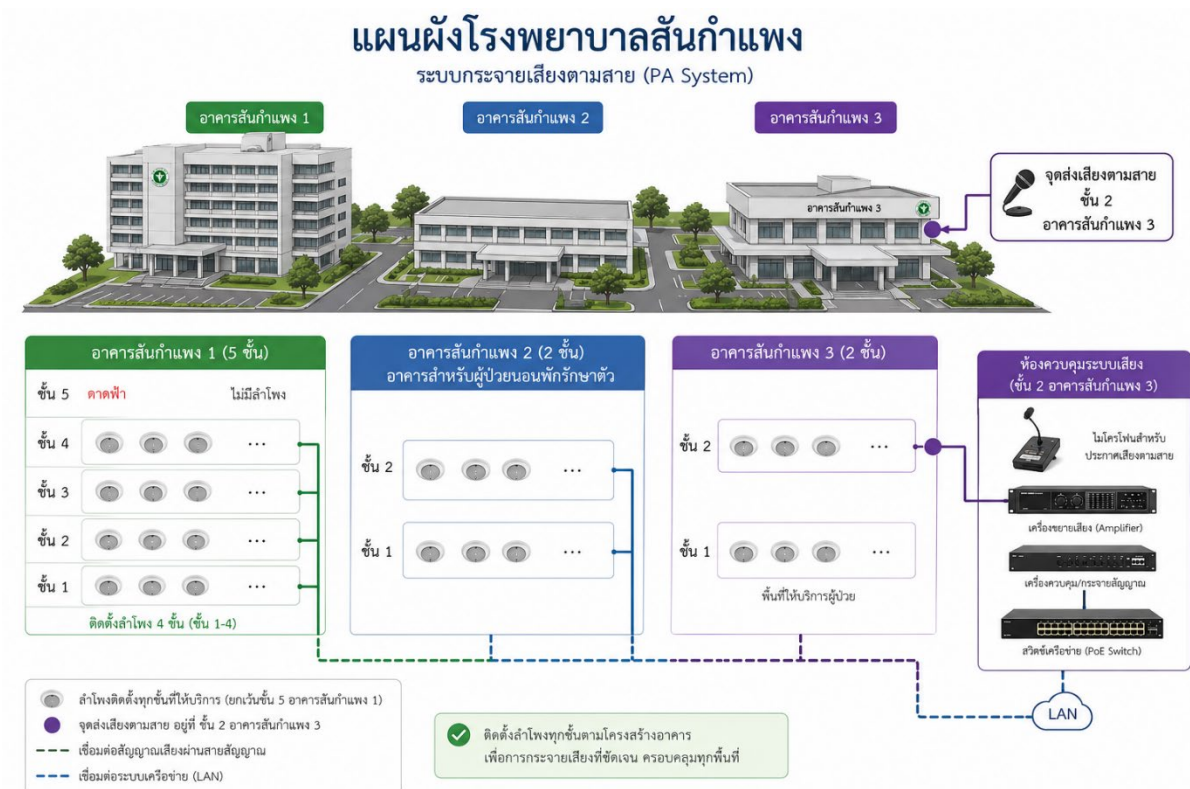 แผนผังโรงพยาบาลสันกำแพง
ระบบกระจายเสียงตามสาย (PA System)
อาคารสันกำแพง 1
อาคารสันกำแพง 2
อาคารสันกำแพง 3
อาคารสันกำแพง 3
จุดส่งเสียงตามสาย
ชั้น 2
อาคารสันกำแพง 3
อาคารสันกำแพง 1 (5 ชั้น)
ชั้น 5 ดาดฟ้า ไม่มีลำโพง
ชั้น 4 ...
ชั้น 3 ...
ชั้น 2 ...
ชั้น 1 ...
ติดตั้งลำโพง 4 ชั้น (ชั้น 1-4)
อาคารสันกำแพง 2 (2 ชั้น)
อาคารสำหรับผู้ป่วยนอนพักรักษาตัว
ชั้น 2 ...
ชั้น 1 ...
อาคารสันกำแพง 3 (2 ชั้น)
ชั้น 2 ...
ชั้น 1 ...
พื้นที่ให้บริการผู้ป่วย
ห้องควบคุมระบบเสียง
(ชั้น 2 อาคารสันกำแพง 3)
ไมโครโฟนสำหรับ
ประกาศเสียงตามสาย
เครื่องขยายเสียง (Amplifier)
เครื่องควบคุม/กระจายสัญญาณ
สวิตช์เครือข่าย (PoE Switch)
LAN
ลำโพงติดตั้งทุกชั้นที่ให้บริการ (ยกเว้นชั้น 5 อาคารสันกำแพง 1)
จุดส่งเสียงตามสาย อยู่ที่ ชั้น 2 อาคารสันกำแพง 3
เชื่อมต่อสัญญาณเสียงผ่านสายสัญญาณ
เชื่อมต่อระบบเครือข่าย (LAN)
ติดตั้งลำโพงทุกชั้นตามโครงสร้างอาคาร
เพื่อการกระจายเสียงที่ชัดเจน ครอบคลุมทุกพื้นที่